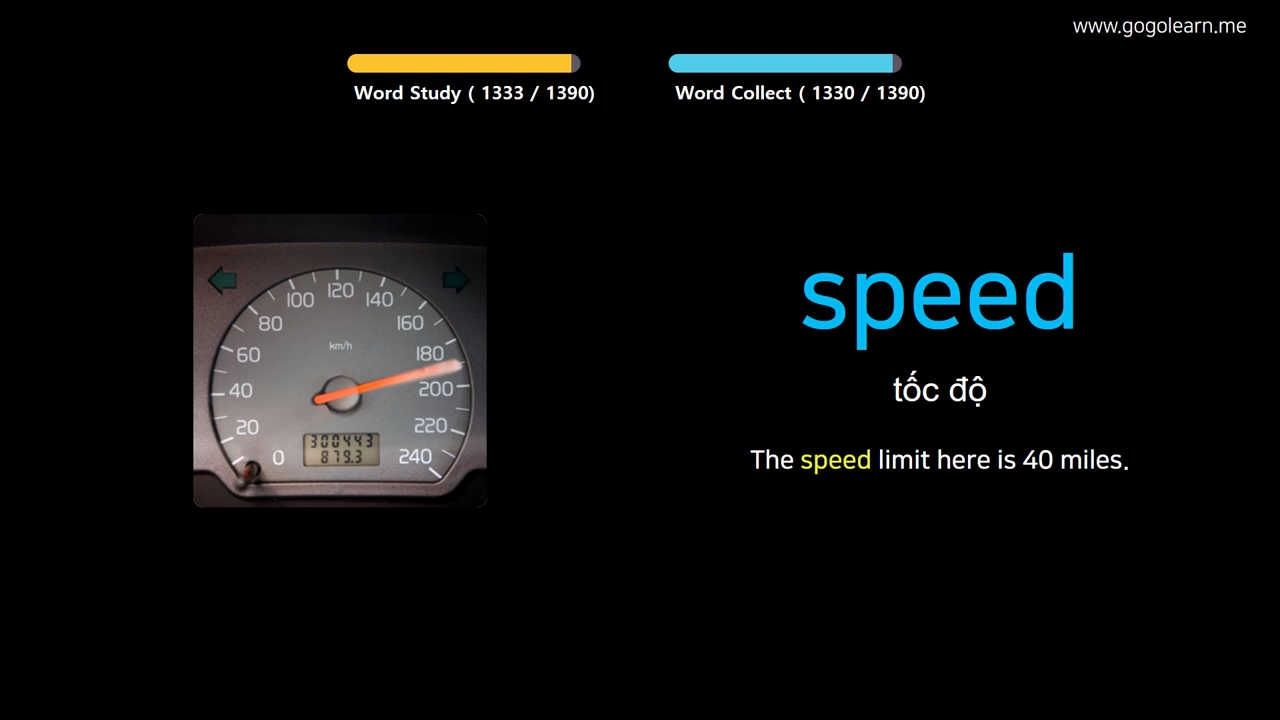 www.gogolearn.me
Word Study ( 1333 / 1390)
Word Collect ( 1330 / 1390)
speed
tốc độ
The speed limit here is 40 miles.
0
20
40
60
80
100
120
140
160
180
200
220
240
km/h
300443
879.3